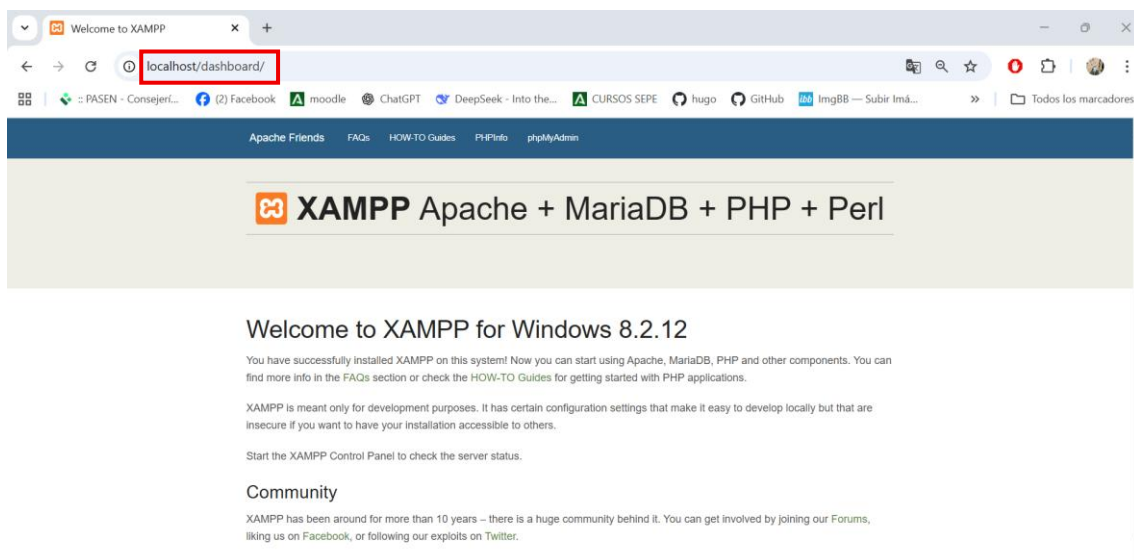 Welcome to XAMPP
localhost/dashboard/
:: PASEN - Consejerí...
(2) Facebook
moodle
ChatGPT
DeepSeek - Into the...
CURSOS SEPE
hugo
GitHub
ibb
ImgBB — Subir Imá...
Todos los marcadores
Apache Friends
FAQs
HOW-TO Guides
PHPInfo
phpMyAdmin
XAMPP Apache + MariaDB + PHP + Perl
Welcome to XAMPP for Windows 8.2.12
You have successfully installed XAMPP on this system! Now you can start using Apache, MariaDB, PHP and other components. You can
find more info in the FAQs section or check the HOW-TO Guides for getting started with PHP applications.
XAMPP is meant only for development purposes. It has certain configuration settings that make it easy to develop locally but that are
insecure if you want to have your installation accessible to others.
Start the XAMPP Control Panel to check the server status.
Community
XAMPP has been around for more than 10 years – there is a huge community behind it. You can get involved by joining our Forums,
liking us on Facebook, or following our exploits on Twitter.